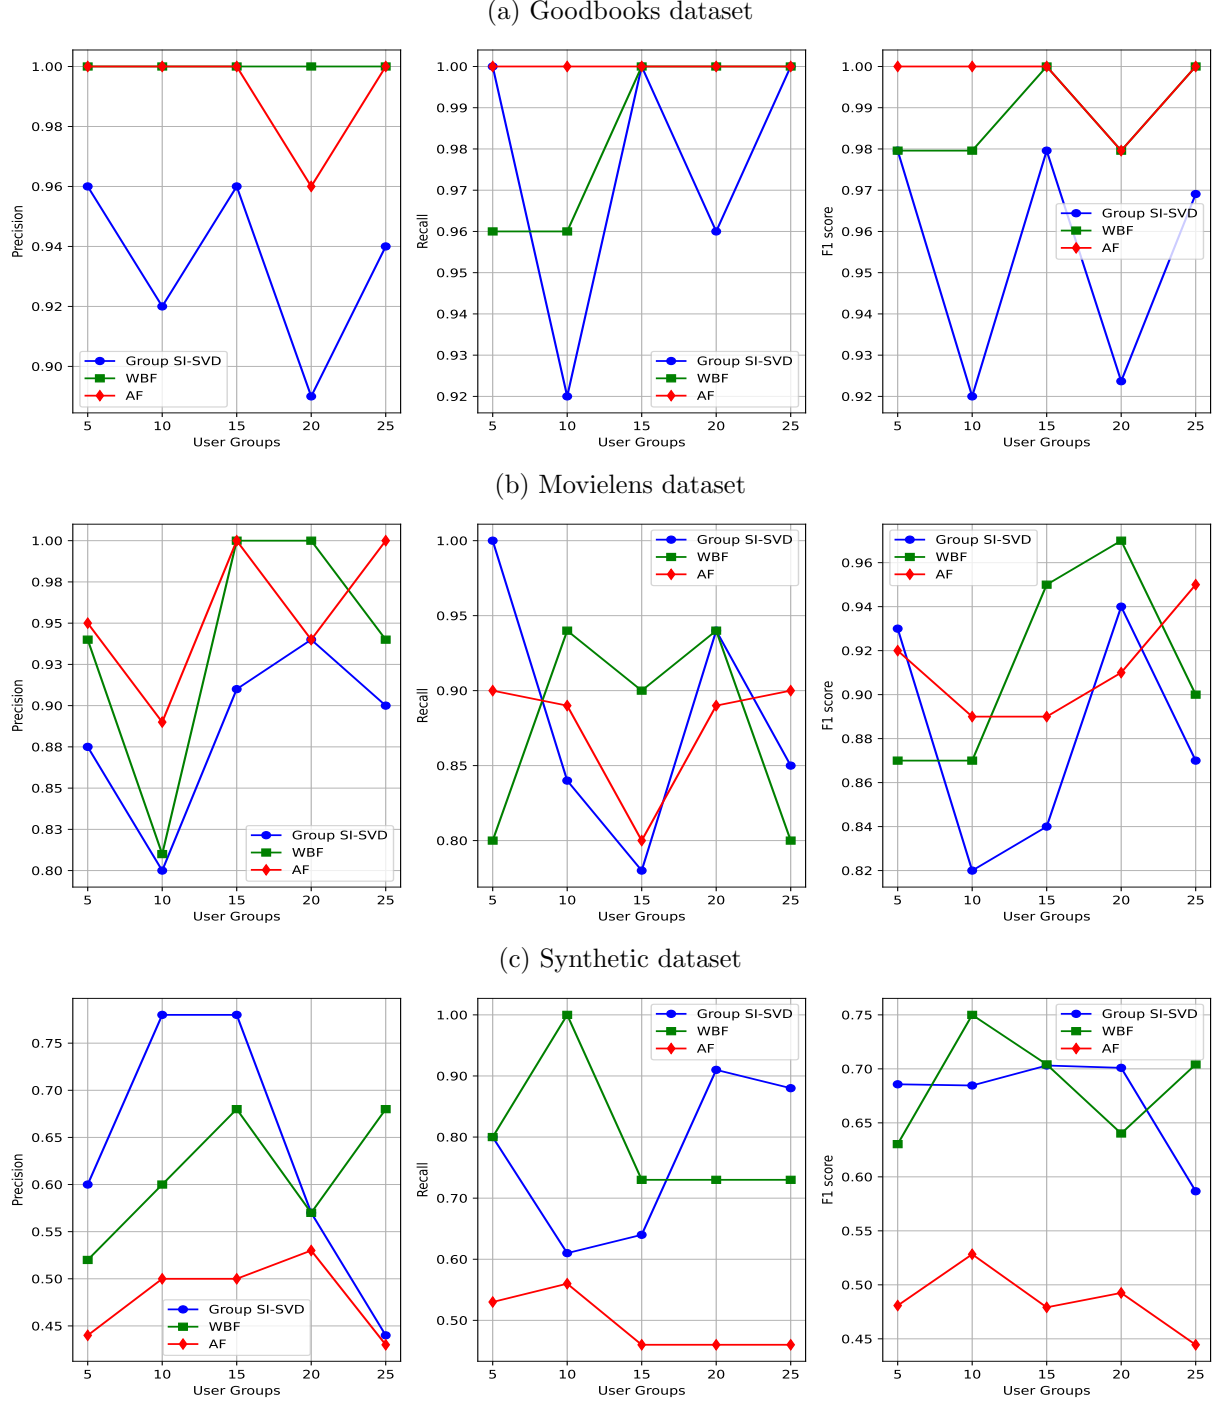 (a) Goodbooks dataset
1.00
0.98
0.96
0.94
0.92
0.90
Precision
Group SI-SVD
WBF
AF
5 10 15 20 25
User Groups
1.00
0.99
0.98
0.97
0.96
0.95
0.94
0.93
0.92
Recall
Group SI-SVD
WBF
AF
5 10 15 20 25
User Groups
1.00
0.99
0.98
0.97
0.96
0.95
0.94
0.93
0.92
F1 score
Group SI-SVD
WBF
AF
5 10 15 20 25
User Groups
(b) Movielens dataset
1.00
0.98
0.95
0.93
0.90
0.88
0.85
0.83
0.80
Precision
Group SI-SVD
WBF
AF
5 10 15 20 25
User Groups
1.00
0.95
0.90
0.85
0.80
Recall
Group SI-SVD
WBF
AF
5 10 15 20 25
User Groups
0.96
0.94
0.92
0.90
0.88
0.86
0.84
0.82
F1 score
Group SI-SVD
WBF
AF
5 10 15 20 25
User Groups
(c) Synthetic dataset
0.75
0.70
0.65
0.60
0.55
0.50
0.45
Precision
Group SI-SVD
WBF
AF
5 10 15 20 25
User Groups
1.00
0.90
0.80
0.70
0.60
0.50
Recall
Group SI-SVD
WBF
AF
5 10 15 20 25
User Groups
0.75
0.70
0.65
0.60
0.55
0.50
0.45
F1 score
Group SI-SVD
WBF
AF
5 10 15 20 25
User Groups